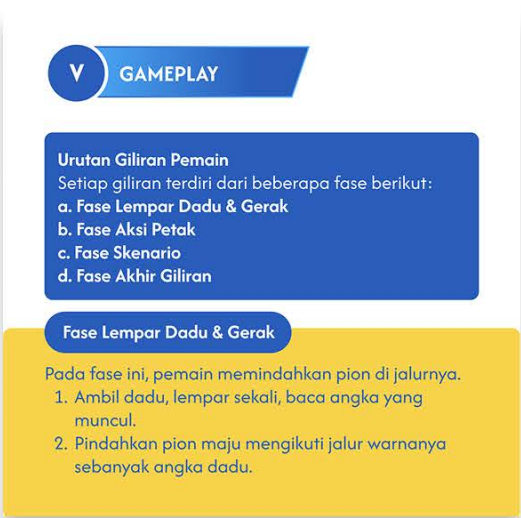 V
GAMEPLAY
Urutan Giliran Pemain
Setiap giliran terdiri dari beberapa fase berikut:
a. Fase Lempar Dadu & Gerak
b. Fase Aksi Petak
c. Fase Skenario
d. Fase Akhir Giliran
Fase Lempar Dadu & Gerak
Pada fase ini, pemain memindahkan pion di jalurnya.
1. Ambil dadu, lempar sekali, baca angka yang
muncul.
2. Pindahkan pion maju mengikuti jalur warnanya
sebanyak angka dadu.